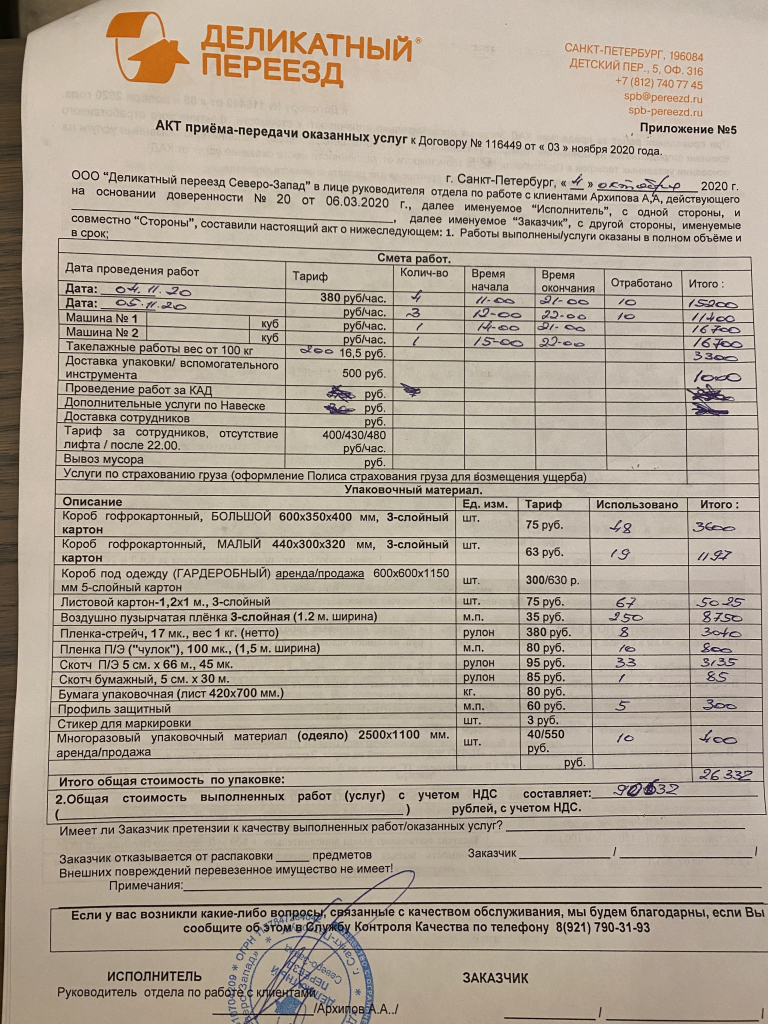 ДЕЛИКАТНЫЙ®
ПЕРЕЕЗД
САНКТ-ПЕТЕРБУРГ, 196084
ДЕТСКИЙ ПЕР., 5, ОФ. 316
+7 (812) 740 77 45
spb@pereezd.ru
spb-pereezd.ru
Приложение №5
АКТ приёма-передачи оказанных услуг к Договору № 116449 от « 03 » ноября 2020 года.
г. Санкт-Петербург, « 4 » октября 2020 г.
ООО "Деликатный переезд Северо-Запад" в лице руководителя отдела по работе с клиентами Архипова А,А, действующего
на основании доверенности № 20 от 06.03.2020 г., далее именуемое "Исполнитель", с одной стороны, и
, далее именуемое "Заказчик", с другой стороны, именуемые
совместно "Стороны", составили настоящий акт о нижеследующем: 1. Работы выполнены/услуги оказаны в полном объёме и
в срок;
Смета работ.
Дата проведения работ Тариф Колич-во Время начала Время окончания Отработано Итого :
Дата: 04.11.20 380 руб/час. 4 11-00 21-00 10 15200
Дата: 05.11.20 руб/час. 3 12-00 22-00 10 11400
Машина № 1 куб руб/час. 1 14-00 21-00 16700
Машина № 2 куб руб/час. 1 15-00 22-00 16700
Такелажные работы вес от 100 кг 200 16,5 руб. 3300
Доставка упаковки/ вспомогательного
инструмента 500 руб. 1000
Проведение работ за КАД руб.
Дополнительные услуги по Навеске руб.
Доставка сотрудников руб.
Тариф за сотрудников, отсутствие 400/430/480
лифта / после 22.00. руб/час.
Вывоз мусора руб.
Услуги по страхованию груза (оформление Полиса страхования груза для возмещения ущерба)
Упаковочный материал.
Описание Ед. изм. Тариф Использовано Итого :
Короб гофрокартонный, БОЛЬШОЙ 600х350х400 мм, 3-слойный шт. 75 руб. 48 3600
картон
Короб гофрокартонный, МАЛЫЙ 440х300х320 мм, 3-слойный шт. 63 руб. 19 1197
картон
Короб под одежду (ГАРДЕРОБНЫЙ) аренда/продажа 600х600х1150 шт. 300/630 р.
мм 5-слойный картон
Листовой картон-1,2х1 м., 3-слойный шт. 75 руб. 67 5025
Воздушно пузырчатая плёнка 3-слойная (1.2 м. ширина) м.п. 35 руб. 250 8750
Пленка-стрейч, 17 мк., вес 1 кг. (нетто) рулон 380 руб. 8 3040
Пленка П/Э ("чулок"), 100 мк., (1,5 м. ширина) м.п. 80 руб. 10 800
Скотч П/Э 5 см. х 66 м., 45 мк. рулон 95 руб. 33 3135
Скотч бумажный, 5 см. х 30 м. рулон 85 руб. 1 85
Бумага упаковочная (лист 420х700 мм.) кг. 80 руб.
Профиль защитный м.п. 60 руб. 5 300
Стикер для маркировки шт. 3 руб.
Многоразовый упаковочный материал (одеяло) 2500х1100 мм. шт. 40/550 руб. 10 400
аренда/продажа
руб.
Итого общая стоимость по упаковке: 26332
2.Общая стоимость выполненных работ (услуг) с учетом НДС составляет: 90632
( ) рублей, с учетом НДС.
Имеет ли Заказчик претензии к качеству выполненных работ/оказанных услуг?
Заказчик отказывается от распаковки предметов Заказчик / /
Внешних повреждений перевезенное имущество не имеет!
Примечания:
Если у вас возникли какие-либо вопросы, связанные с качеством обслуживания, мы будем благодарны, если Вы
сообщите об этом в Службу Контроля Качества по телефону 8(921) 790-31-93
ИСПОЛНИТЕЛЬ ЗАКАЗЧИК
Руководитель отдела по работе с клиентами
/Архипов А.А../ / /